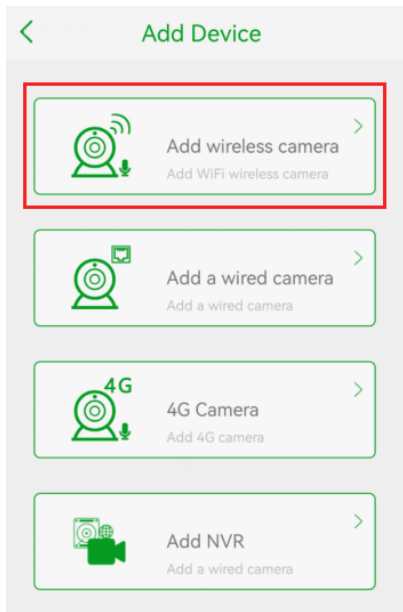 Add Device
Add wireless camera
Add WiFi wireless camera
Add a wired camera
Add a wired camera
4G
4G Camera
Add 4G camera
Add NVR
Add a wired camera